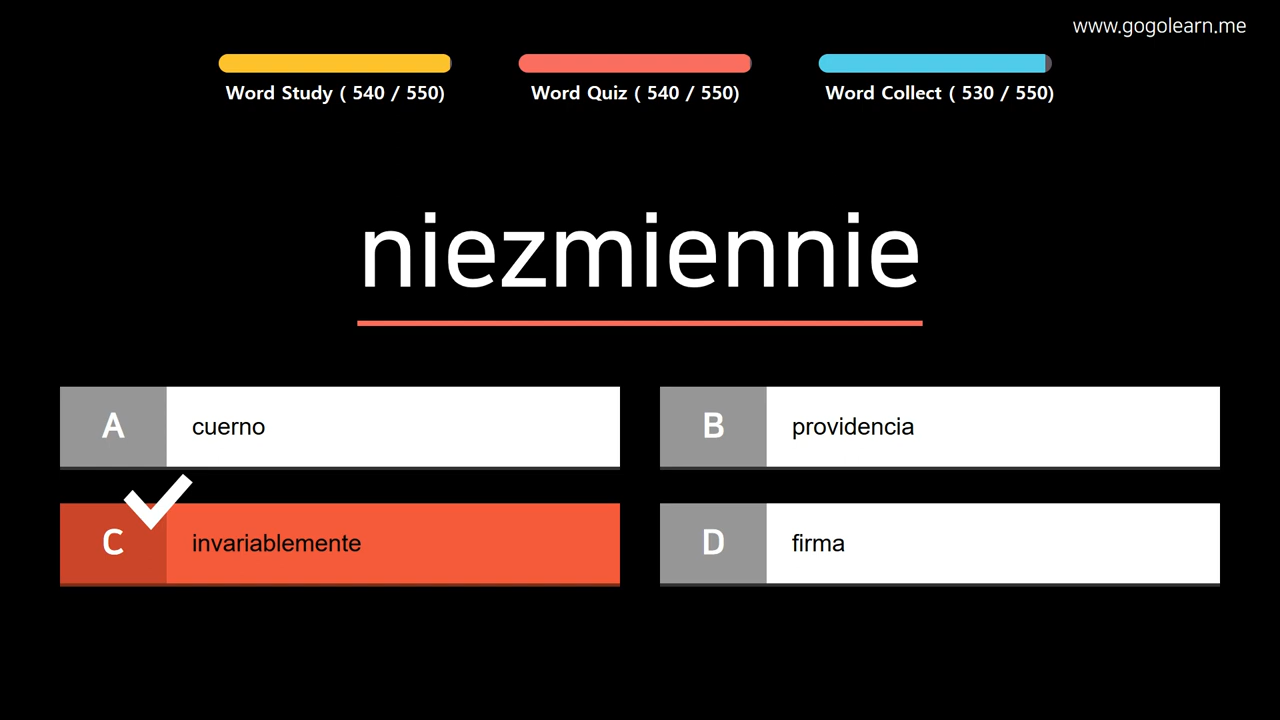 www.gogolearn.me
Word Study ( 540 / 550)
Word Quiz ( 540 / 550)
Word Collect ( 530 / 550)
niezmiennie
A cuerno
B providencia
C invariablemente
D firma